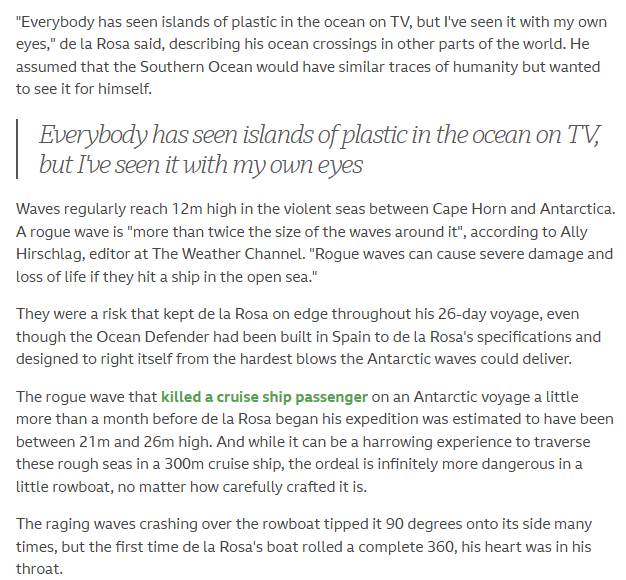 "Everybody has seen islands of plastic in the ocean on TV, but I've seen it with my own
eyes," de la Rosa said, describing his ocean crossings in other parts of the world. He
assumed that the Southern Ocean would have similar traces of humanity but wanted
to see it for himself.
Everybody has seen islands of plastic in the ocean on TV,
but I've seen it with my own eyes
Waves regularly reach 12m high in the violent seas between Cape Horn and Antarctica.
A rogue wave is "more than twice the size of the waves around it", according to Ally
Hirschlag, editor at The Weather Channel. "Rogue waves can cause severe damage and
loss of life if they hit a ship in the open sea."
They were a risk that kept de la Rosa on edge throughout his 26-day voyage, even
though the Ocean Defender had been built in Spain to de la Rosa's specifications and
designed to right itself from the hardest blows the Antarctic waves could deliver.
The rogue wave that killed a cruise ship passenger on an Antarctic voyage a little
more than a month before de la Rosa began his expedition was estimated to have been
between 21m and 26m high. And while it can be a harrowing experience to traverse
these rough seas in a 300m cruise ship, the ordeal is infinitely more dangerous in a
little rowboat, no matter how carefully crafted it is.
The raging waves crashing over the rowboat tipped it 90 degrees onto its side many
times, but the first time de la Rosa's boat rolled a complete 360, his heart was in his
throat.